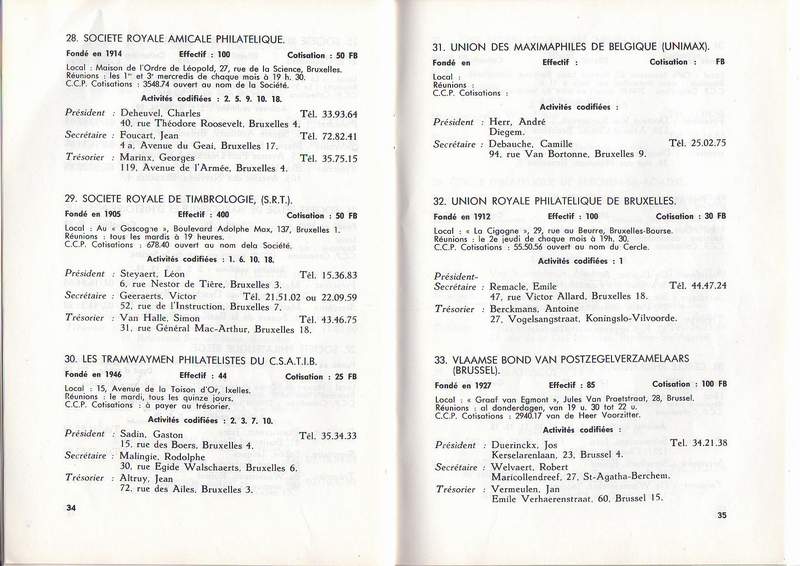 28. SOCIETE ROYALE AMICALE PHILATELIQUE.
Fondé en 1914 Effectif : 100 Cotisation : 50 FB
Local : Maison de l'Ordre de Léopold, 27, rue de la Science, Bruxelles.
Réunions : les 1er et 3e mercredis de chaque mois à 19 h. 30.
C.C.P. Cotisations : 3548.74 ouvert au nom de la Société.
Activités codifiées : 2. 5. 9. 10. 18.
Président : Deheuvel, Charles Tél. 33.93.64
40, rue Théodore Roosevelt, Bruxelles 4.
Secrétaire : Foucart, Jean Tél. 72.82.41
4 a, Avenue du Geai, Bruxelles 17.
Trésorier : Marinx, Georges Tél. 35.75.15
119, Avenue de l'Armée, Bruxelles 4.
29. SOCIETE ROYALE DE TIMBROLOGIE, (S.R.T.).
Fondé en 1905 Effectif : 400 Cotisation : 50 FB
Local : Au « Gascogne », Boulevard Adolphe Max, 137, Bruxelles 1.
Réunions : tous les mardis à 19 heures.
C.C.P. Cotisations : 678.40 ouvert au nom dela Société.
Activités codifiées : 1. 6. 10. 18.
Président : Steyaert, Léon Tél. 15.36.83
6, rue Nestor de Tière, Bruxelles 3.
Secrétaire : Geeraerts, Victor Tél. 21.51.02 ou 22.09.59
52, rue de l'Instruction, Bruxelles 7.
Trésorier : Van Halle, Simon Tél. 43.46.75
31, rue Général Mac-Arthur, Bruxelles 18.
30. LES TRAMWAYMEN PHILATELISTES DU C.S.A.T.I.B.
Fondé en 1946 Effectif : 44 Cotisation : 25 FB
Local : 15, Avenue de la Toison d'Or, Ixelles.
Réunions : le mardi, tous les quinze jours.
C.C.P. Cotisations : à payer au trésorier.
Activités codifiées : 2. 3. 7. 10.
Président : Sadin, Gaston Tél. 35.34.33
15, rue des Boers, Bruxelles 4.
Secrétaire : Malingie, Rodolphe
30, rue Egide Walschaerts, Bruxelles 6.
Trésorier : Altruy, Jean
72, rue des Ailes, Bruxelles 3.
34
31. UNION DES MAXIMAPHILES DE BELGIQUE (UNIMAX).
Fondé en Effectif : Cotisation : FB
Local :
Réunions :
C.C.P. Cotisations :
Activités codifiées :
Président : Herr, André
Diegem.
Secrétaire : Debauche, Camille Tél. 25.02.75
94, rue Van Bortonne, Bruxelles 9.
32. UNION ROYALE PHILATELIQUE DE BRUXELLES.
Fondé en 1912 Effectif : 100 Cotisation : 30 FB
Local : « La Cigogne », 29, rue au Beurre, Bruxelles-Bourse.
Réunions : le 2e jeudi de chaque mois à 19h. 30.
C.C.P. Cotisations : 55.50.56 ouvert au nom du Cercle.
Activités codifiées : 1
Président-
Secrétaire : Remacle, Emile Tél. 44.47.24
47, rue Victor Allard, Bruxelles 18.
Trésorier : Berckmans, Antoine
27, Vogelsangstraat, Koningslo-Vilvoorde.
33. VLAAMSE BOND VAN POSTZEGELVERZAMELAARS
(BRUSSEL).
Fondé en 1927 Effectif : 85 Cotisation : 100 FB
Local : « Graaf van Egmont », Jules Van Praetstraat, 28, Brussel.
Réunions : al donderdagen, van 19 u. 30 tot 22 u.
C.C.P. Cotisations : 2940.17 van de Heer Voorzitter.
Activités codifiées :
Président : Duerinckx, Jos Tel. 34.21.38
Kerselarenlaan, 23, Brussel 4.
Secrétaire : Welvaert, Robert
Maricollendreef, 27, St-Agatha-Berchem.
Trésorier : Vermeulen, Jan
Emile Verhaerenstraat, 60, Brussel 15.
35